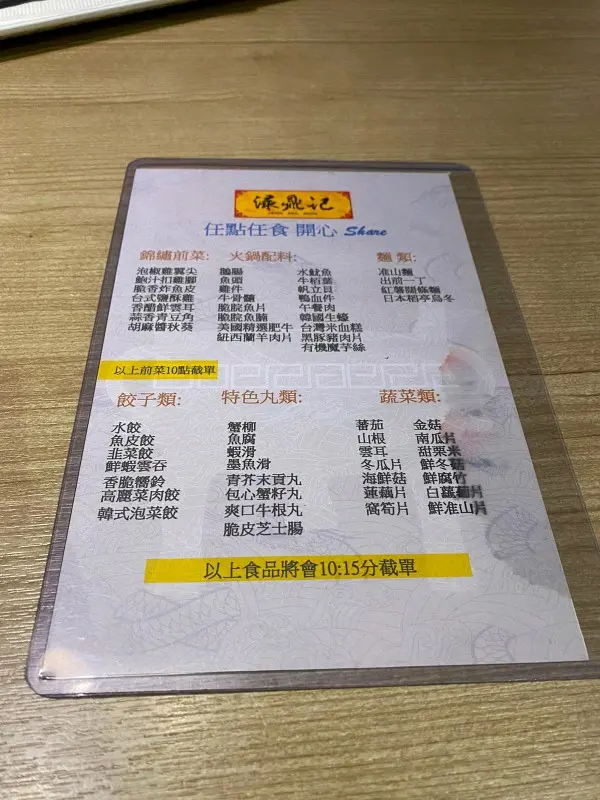 鼎記
任點任食 開心 Share
錦繡前菜: 火鍋配料: 麵類:
泡椒雞翼尖 鵝腸 水魷魚 准山麵
鮑汁扣雞腳 魚頭 牛栢葉 出前一丁
脆香炸魚皮 雞件 帆立貝 紅薯闊條麵
台式鹽酥雞 牛骨髓 鴨血件 日本稻亭烏冬
香醋鮮雲耳 脆脘魚片 午餐肉
蒜香青豆角 脆脘魚腩 韓國生蠔
胡麻醬秋葵 美國精選肥牛 台灣米血糕
紐西蘭羊肉片 黑豚豬肉片
有機魔芋絲
以上前菜10點截單
餃子類: 特色丸類: 蔬菜類:
水餃 蟹柳 蕃茄 金菇
魚皮餃 魚腐 山根 南瓜片
韭菜餃 蝦滑 雲耳 甜栗米
鮮蝦雲吞 墨魚滑 冬瓜片 鮮冬菇
香脆響鈴 青芥末貢丸 海鮮菇 鮮腐竹
高麗菜肉餃 包心蟹籽丸 蓮藕片 白蘿蔔片
韓式泡菜餃 爽口牛根丸 窩筍片 鮮准山片
脆皮芝士腸
以上食品將會10:15分截單